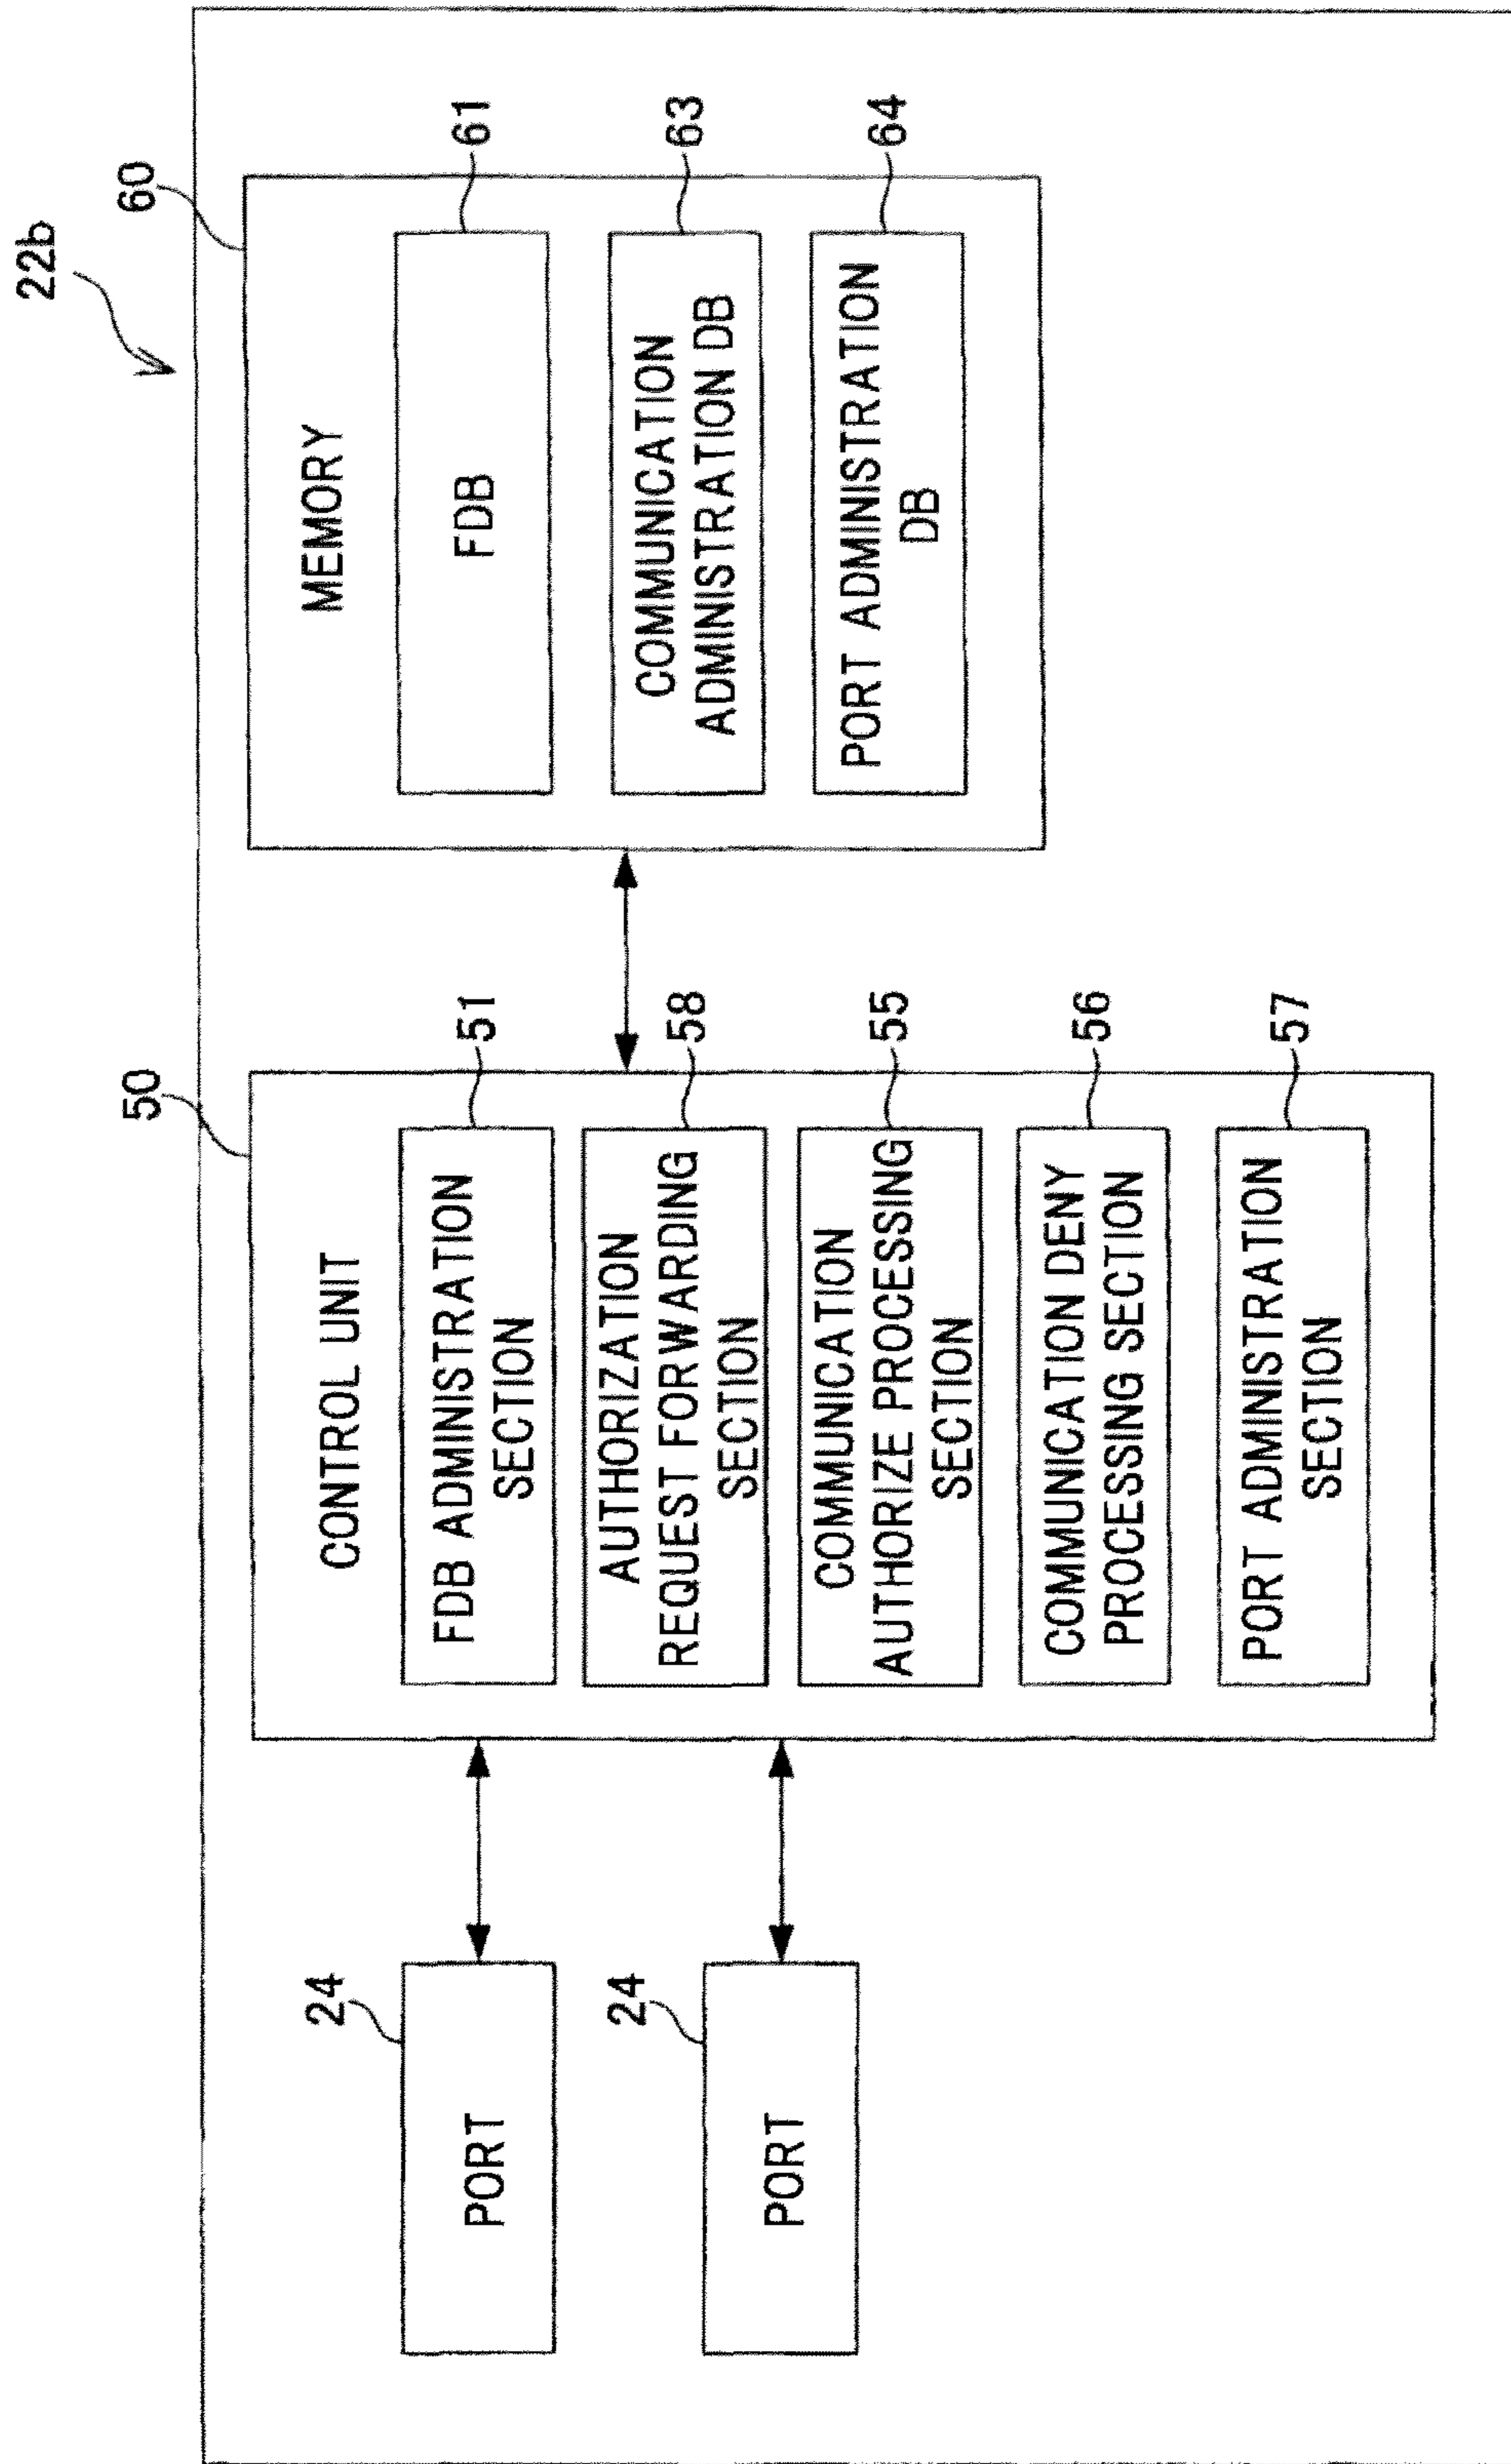 22b
24
PORT
24
PORT
50
CONTROL UNIT
FDB ADMINISTRATION
SECTION
51
AUTHORIZATION
REQUEST FORWARDING
SECTION
58
COMMUNICATION
AUTHORIZE PROCESSING
SECTION
55
COMMUNICATION DENY
PROCESSING SECTION
56
PORT ADMINISTRATION
SECTION
57
60
MEMORY
FDB
61
COMMUNICATION
ADMINISTRATION DB
63
PORT ADMINISTRATION
DB
64